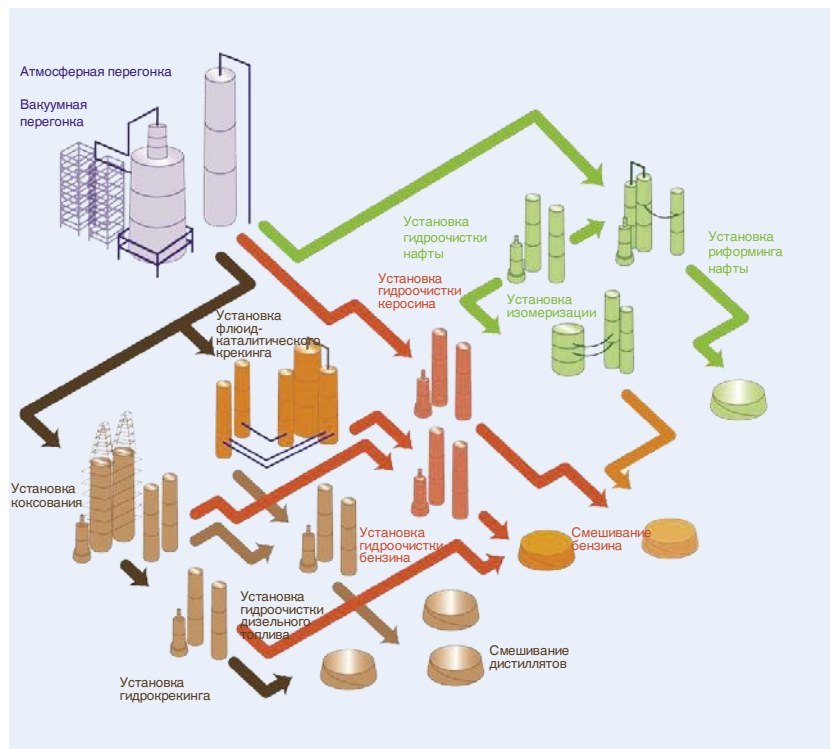 Атмосферная перегонка
Вакуумная
перегонка
Установка
гидроочистки
нафты
Установка
риформинга
нафты
Установка
гидроочистки
керосина
Установка
изомеризации
Установка
флюид-
каталитического
крекинга
Установка
коксования
Установка
гидроочистки
бензина
Смешивание
бензина
Установка
гидроочистки
дизельного
топлива
Смешивание
дистиллятов
Установка
гидрокрекинга